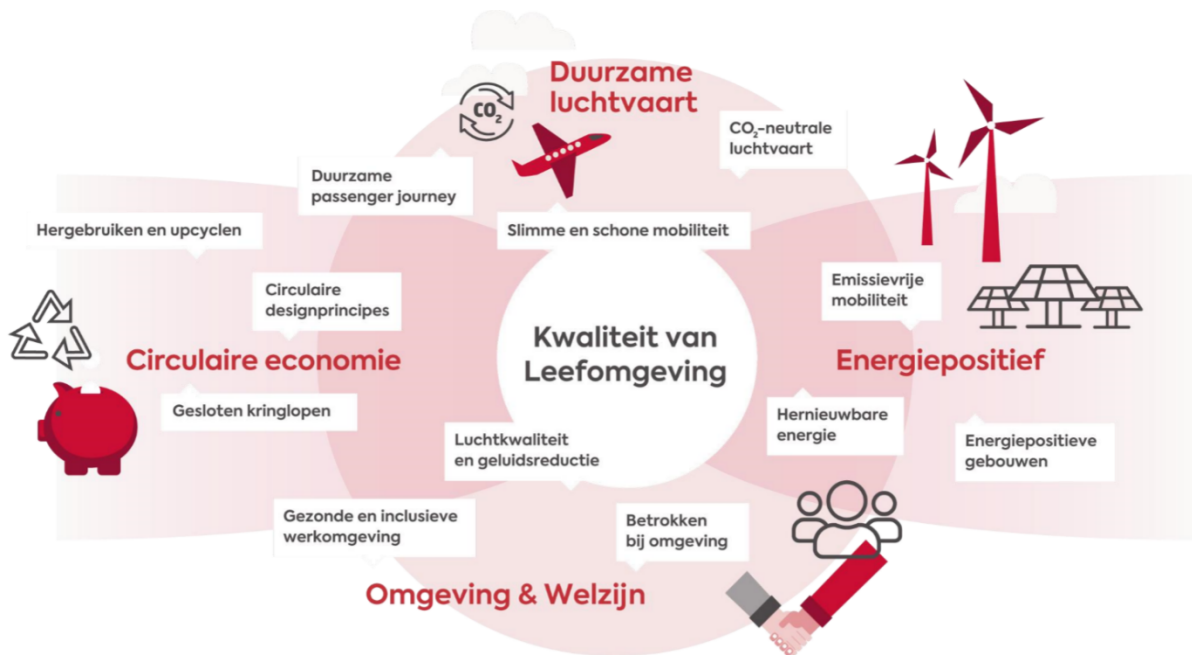 Duurzame
luchtvaart
CO₂
CO₂-neutrale
luchtvaart
Duurzame
passenger journey
Hergebruiken en upcyclen
Slimme en schone mobiliteit
Circulaire
designprincipes
Emissievrije
mobiliteit
Kwaliteit van
Leefomgeving
Circulaire economie
Energiepositief
Gesloten kringlopen
Hernieuwbare
energie
Luchtkwaliteit
en geluidsreductie
Energiepositieve
gebouwen
Gezonde en inclusieve
werkomgeving
Betrokken
bij omgeving
Omgeving & Welzijn